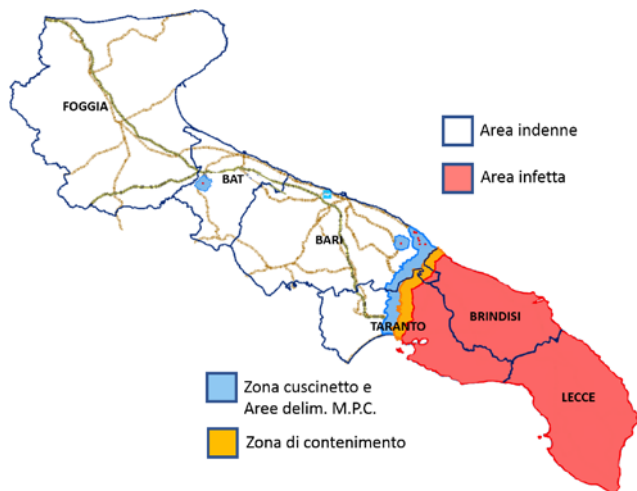 FOGGIA
BAT
BARI
TARANTO
BRINDISI
LECCE
Area indenne
Area infetta
Zona cuscinetto e
Aree delim. M.P.C.
Zona di contenimento